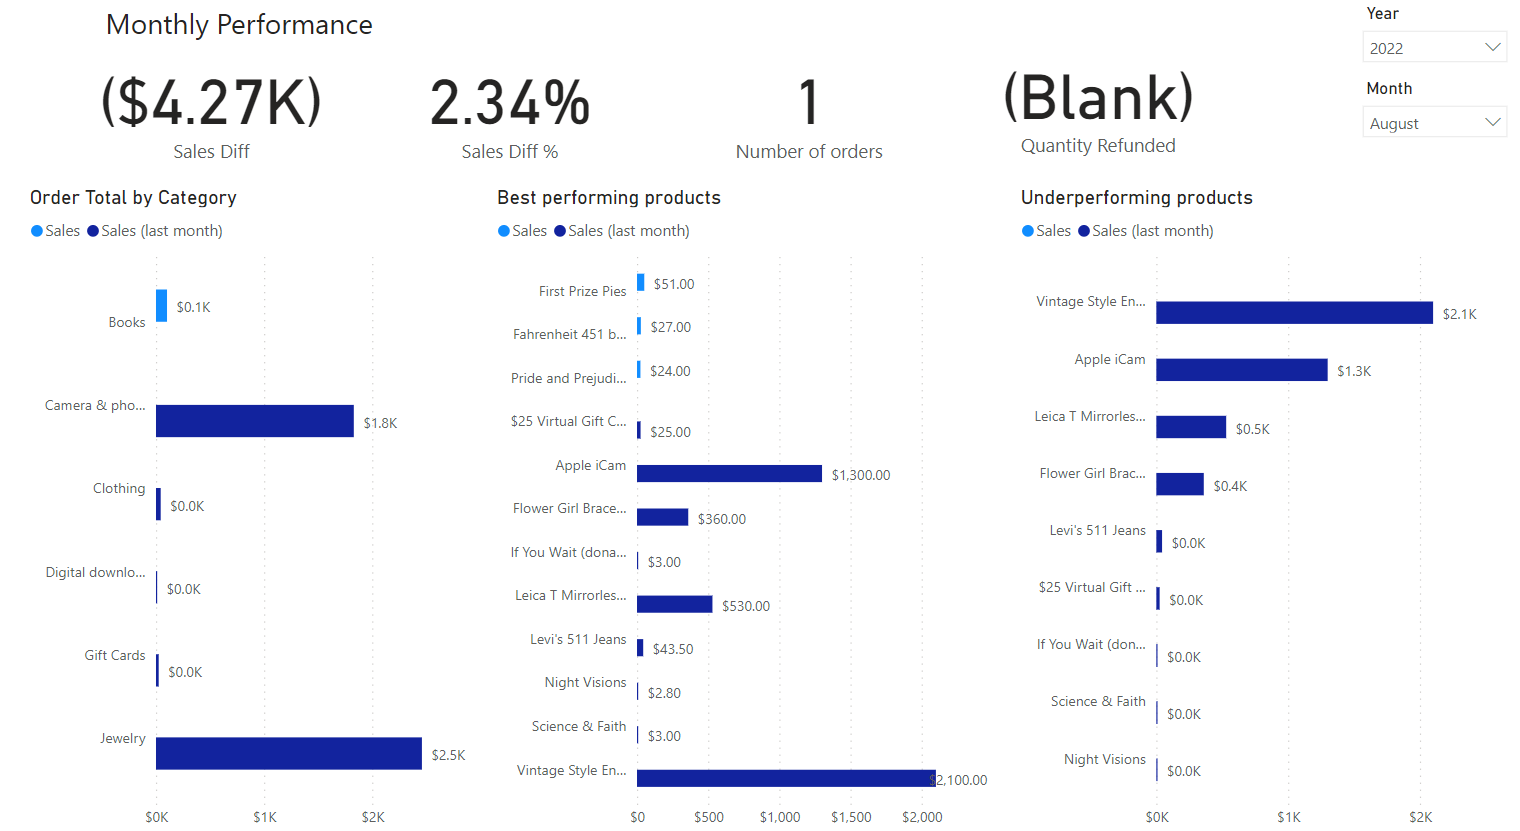 Monthly Performance
Year
2022
Month
August
($4.27K)
Sales Diff
2.34%
Sales Diff %
1
Number of orders
(Blank)
Quantity Refunded
Order Total by Category
Sales Sales (last month)
Books
$0.1K
Camera & pho...
$1.8K
Clothing
$0.0K
Digital downlo...
$0.0K
Gift Cards
$0.0K
Jewelry
$2.5K
$0K $1K $2K
Best performing products
Sales Sales (last month)
First Prize Pies
$51.00
Fahrenheit 451 b...
$27.00
Pride and Prejudi...
$24.00
$25 Virtual Gift C...
$25.00
Apple iCam
$1,300.00
Flower Girl Brace...
$360.00
If You Wait (dona...
$3.00
Leica T Mirrorles...
$530.00
Levi's 511 Jeans
$43.50
Night Visions
$2.80
Science & Faith
$3.00
Vintage Style En...
$2,100.00
$0 $500 $1,000 $1,500 $2,000
Underperforming products
Sales Sales (last month)
Vintage Style En...
$2.1K
Apple iCam
$1.3K
Leica T Mirrorles...
$0.5K
Flower Girl Brac...
$0.4K
Levi's 511 Jeans
$0.0K
$25 Virtual Gift ...
$0.0K
If You Wait (don...
$0.0K
Science & Faith
$0.0K
Night Visions
$0.0K
$0K $1K $2K